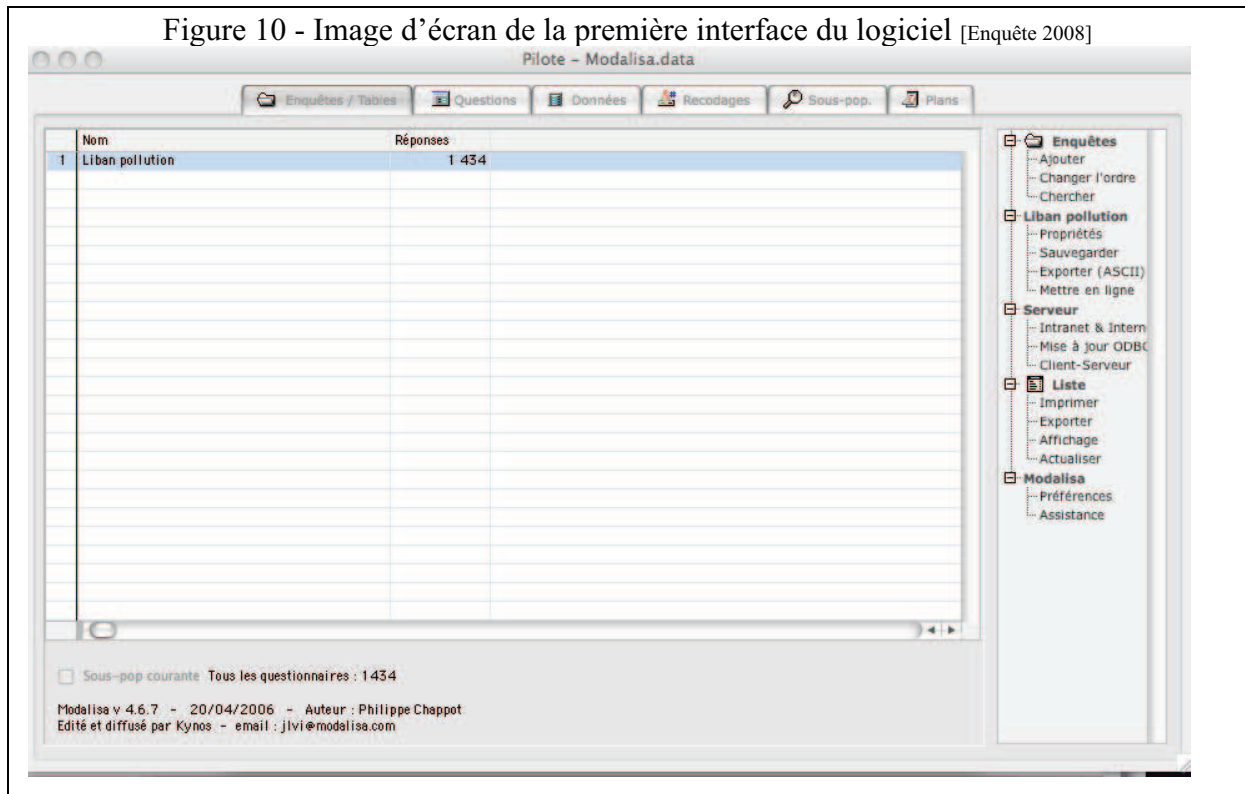 Figure 10 - Image d’écran de la première interface du logiciel [Enquête 2008]
Pilote – Modalisa.data
Enquêtes / Tables Questions Données Recodages Sous-pop. Plans
Nom Réponses
1 Liban pollution 1 434
Enquêtes
Ajouter
Changer l'ordre
Chercher
Liban pollution
Propriétés
Sauvegarder
Exporter (ASCII)
Mettre en ligne
Serveur
Intranet & Intern
Mise à jour ODBC
Client-Serveur
Liste
Imprimer
Exporter
Affichage
Actualiser
Modalisa
Préférences
Assistance
Sous-pop courante Tous les questionnaires : 1434
Modalisa v 4.6.7 - 20/04/2006 - Auteur : Philippe Chappot
Edité et diffusé par Kynos - email : jlvi@modalisa.com